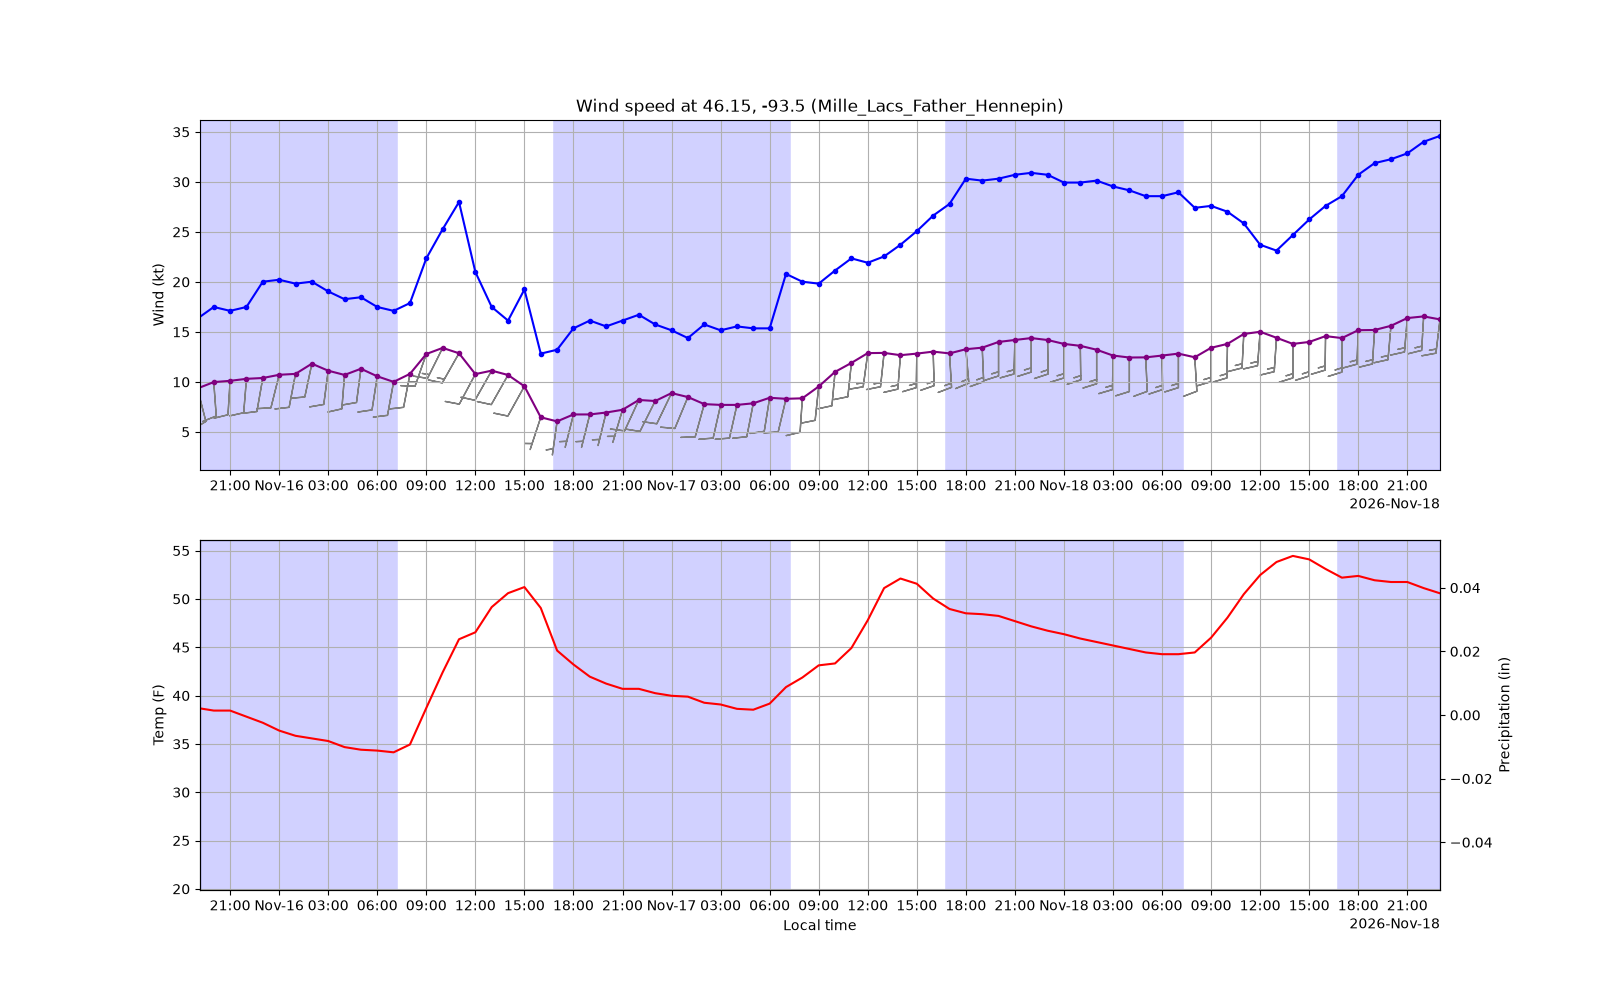 Wind speed at 46.15, -93.5 (Mille_Lacs_Father_Hennepin)
35
30
25
20
15
10
5
Wind (kt)
21:00 Nov-16 03:00 06:00 09:00 12:00 15:00 18:00 21:00 Nov-17 03:00 06:00 09:00 12:00 15:00 18:00 21:00 Nov-18 03:00 06:00 09:00 12:00 15:00 18:00 21:00
2026-Nov-18
55
50
45
40
35
30
25
20
Temp (F)
0.04
0.02
0.00
−0.02
−0.04
Precipitation (in)
21:00 Nov-16 03:00 06:00 09:00 12:00 15:00 18:00 21:00 Nov-17 03:00 06:00 09:00 12:00 15:00 18:00 21:00 Nov-18 03:00 06:00 09:00 12:00 15:00 18:00 21:00
Local time
2026-Nov-18